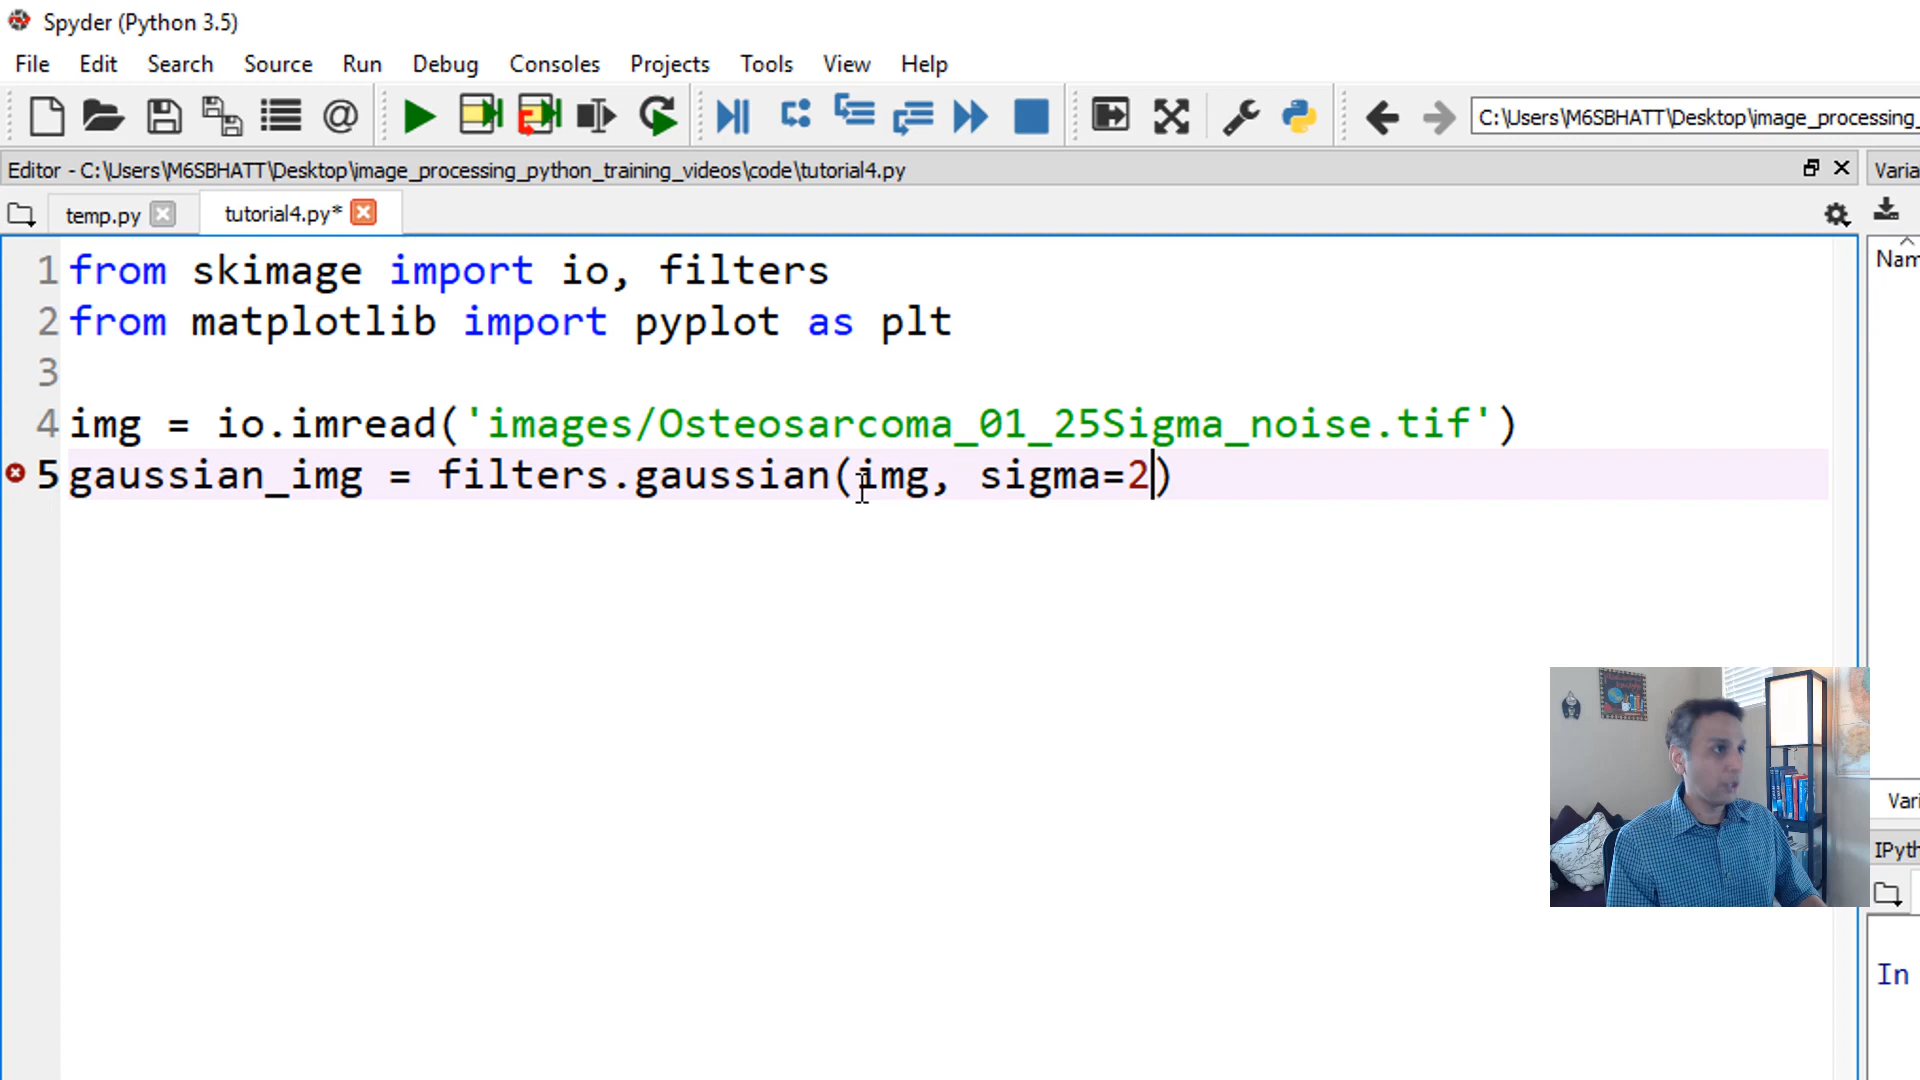 Spyder (Python 3.5)
File Edit Search Source Run Debug Consoles Projects Tools View Help
C:\Users\M6SBHATT\Desktop\image_processing_
Editor - C:\Users\M6SBHATT\Desktop\image_processing_python_training_videos\code\tutorial4.py
Varia
temp.py tutorial4.py*
Nam
1 from skimage import io, filters
2 from matplotlib import pyplot as plt
3
4 img = io.imread('images/Osteosarcoma_01_25Sigma_noise.tif')
5 gaussian_img = filters.gaussian(img, sigma=2)
Vari
IPyth
In